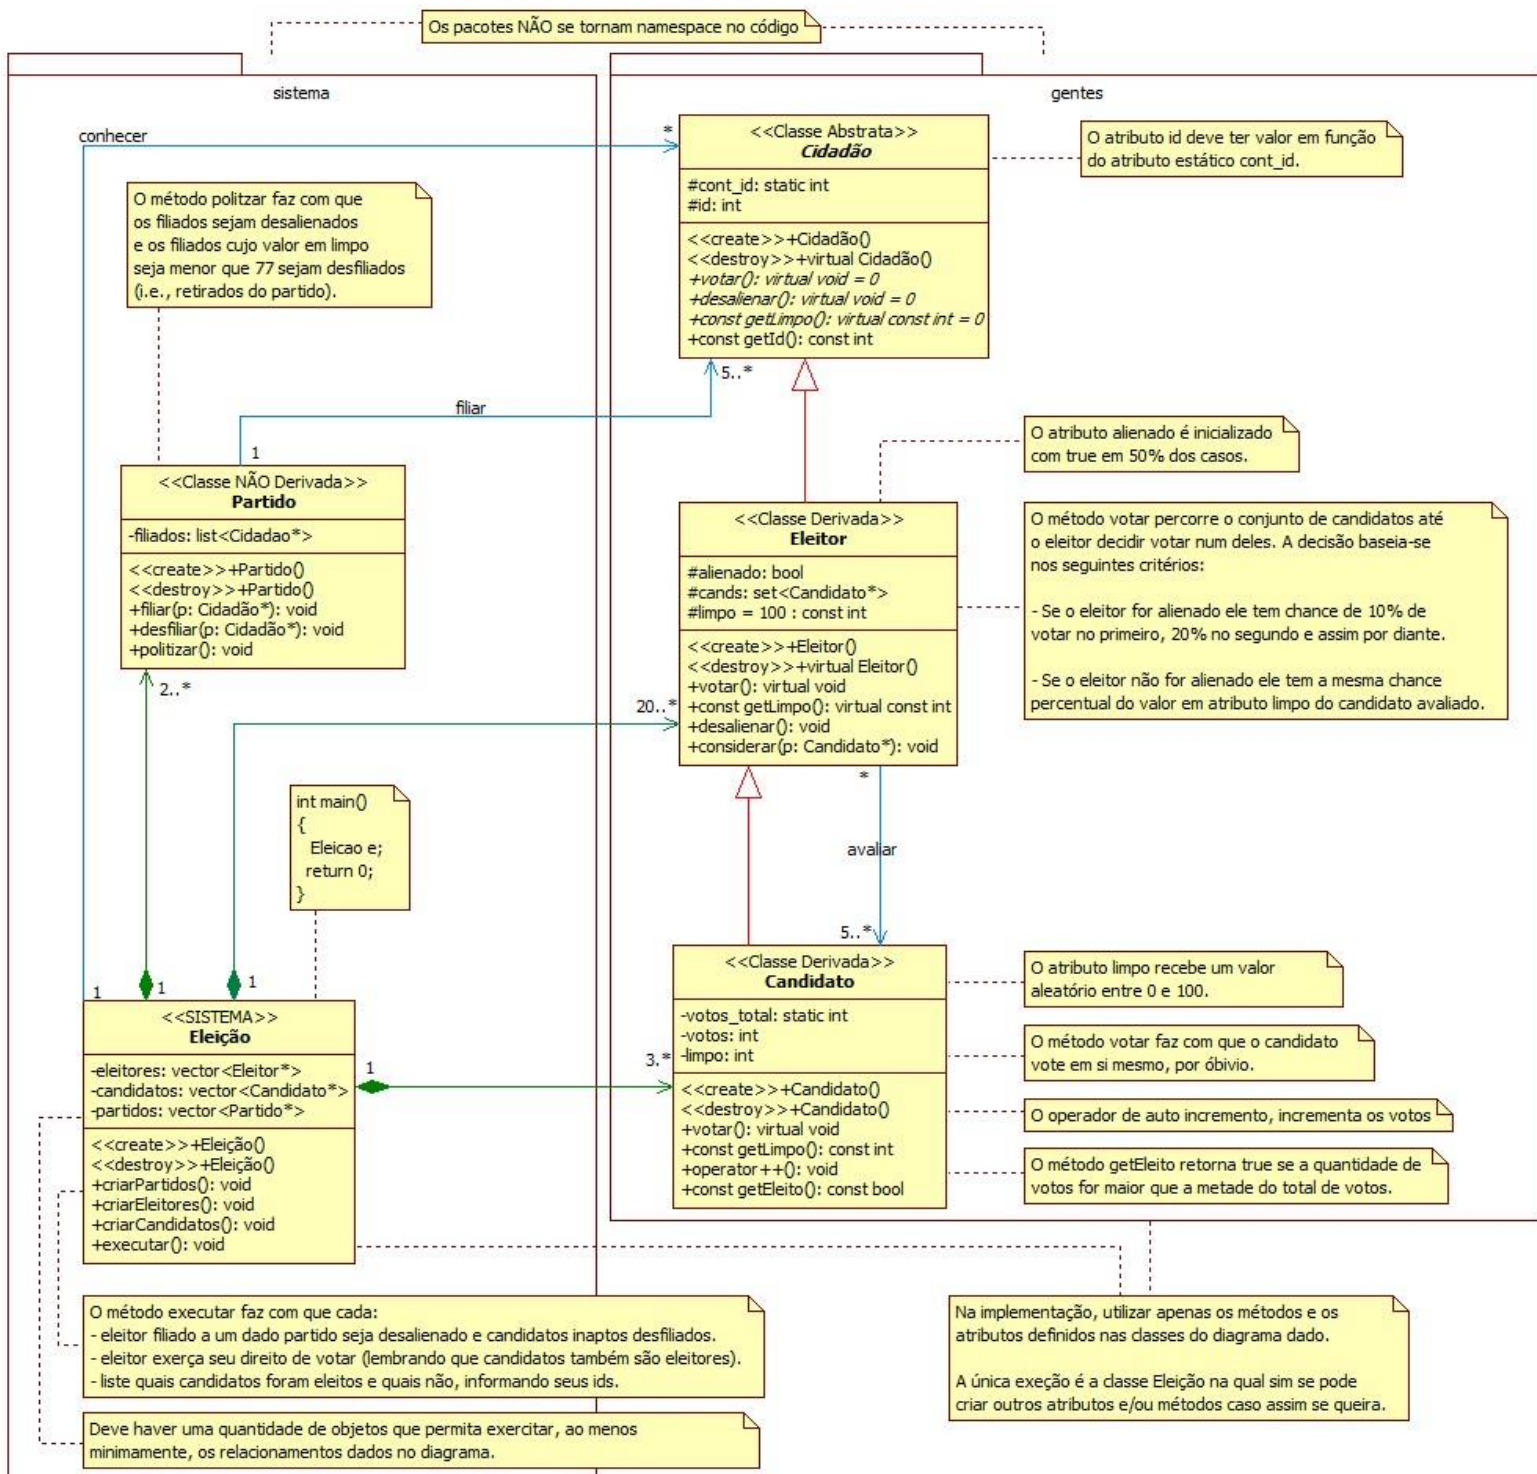 Os pacotes NÃO se tornam namespace no código
sistema
gentes
conhecer
*
<<Classe Abstrata>>
Cidadão
#cont_id: static int
#id: int
<<create>>+Cidadão()
<<destroy>>+virtual Cidadão()
+votar(): virtual void = 0
+desalienar(): virtual void = 0
+const getLimpo(): virtual const int = 0
+const getId(): const int
O atributo id deve ter valor em função
do atributo estático cont_id.
O método politzar faz com que
os filiados sejam desalienados
e os filiados cujo valor em limpo
seja menor que 77 sejam desfiliados
(i.e., retirados do partido).
5..*
filiar
1
O atributo alienado é inicializado
com true em 50% dos casos.
<<Classe NÃO Derivada>>
Partido
-filiados: list<Cidadao*>
<<create>>+Partido()
<<destroy>>+Partido()
+filiar(p: Cidadão*): void
+desfiliar(p: Cidadão*): void
+politizar(): void
<<Classe Derivada>>
Eleitor
#alienado: bool
#cands: set<Candidato*>
#limpo = 100 : const int
<<create>>+Eleitor()
<<destroy>>+virtual Eleitor()
+votar(): virtual void
+const getLimpo(): virtual const int
+desalienar(): void
+considerar(p: Candidato*): void
O método votar percorre o conjunto de candidatos até
o eleitor decidir votar num deles. A decisão baseia-se
nos seguintes critérios:
- Se o eleitor for alienado ele tem chance de 10% de
votar no primeiro, 20% no segundo e assim por diante.
- Se o eleitor não for alienado ele tem a mesma chance
percentual do valor em atributo limpo do candidato avaliado.
2..*
20..*
*
int main()
{
Eleicao e;
return 0;
}
avaliar
5..*
1
1
1
<<SISTEMA>>
Eleição
-eleitores: vector<Eleitor*>
-candidatos: vector<Candidato*>
-partidos: vector<Partido*>
<<create>>+Eleição()
<<destroy>>+Eleição()
+criarPartidos(): void
+criarEleitores(): void
+criarCandidatos(): void
+executar(): void
1
3.*
<<Classe Derivada>>
Candidato
-votos_total: static int
-votos: int
-limpo: int
<<create>>+Candidato()
<<destroy>>+Candidato()
+votar(): virtual void
+const getLimpo(): const int
+operator++(): void
+const getEleito(): const bool
O atributo limpo recebe um valor
aleatório entre 0 e 100.
O método votar faz com que o candidato
vote em si mesmo, por óbivio.
O operador de auto incremento, incrementa os votos
O método getEleito retorna true se a quantidade de
votos for maior que a metade do total de votos.
O método executar faz com que cada:
- eleitor filiado a um dado partido seja desalienado e candidatos inaptos desfiliados.
- eleitor exerça seu direito de votar (lembrando que candidatos também são eleitores).
- liste quais candidatos foram eleitos e quais não, informando seus ids.
Deve haver uma quantidade de objetos que permita exercitar, ao menos
minimamente, os relacionamentos dados no diagrama.
Na implementação, utilizar apenas os métodos e os
atributos definidos nas classes do diagrama dado.
A única exeção é a classe Eleição na qual sim se pode
criar outros atributos e/ou métodos caso assim se queira.